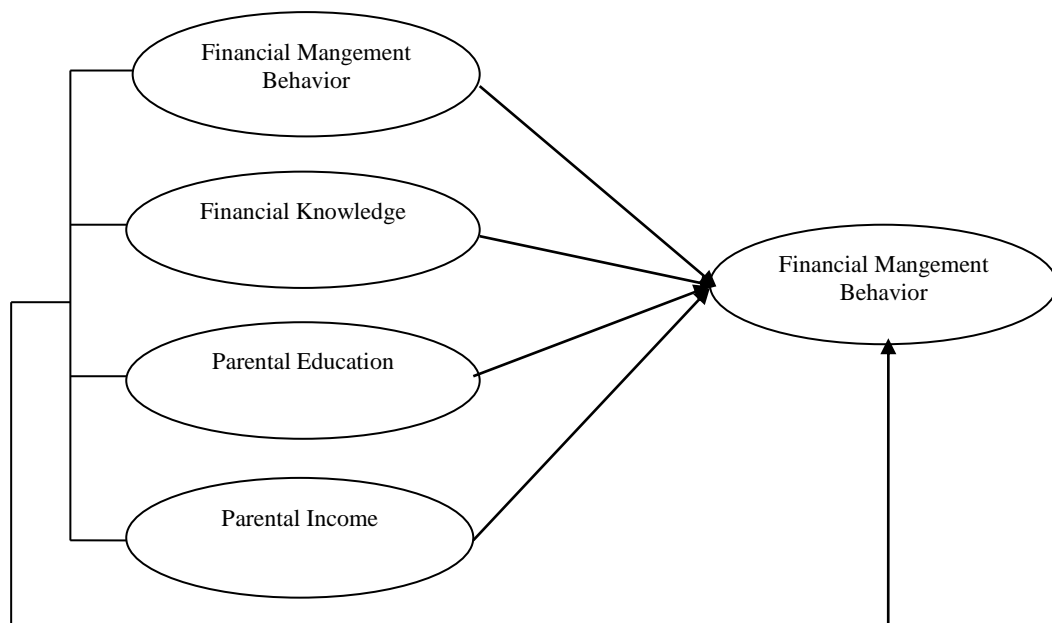 Financial Mangement
Behavior
Financial Knowledge
Financial Mangement
Behavior
Parental Education
Parental Income